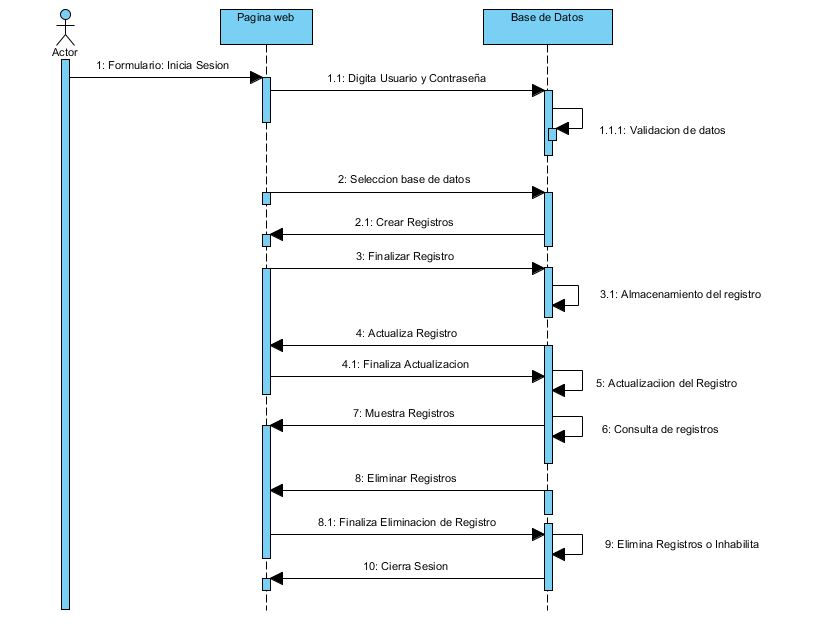 Pagina web
Base de Datos
Actor
1: Formulario: Inicia Sesion
1.1: Digita Usuario y Contraseña
1.1.1: Validacion de datos
2: Seleccion base de datos
2.1: Crear Registros
3: Finalizar Registro
3.1: Almacenamiento del registro
4: Actualiza Registro
4.1: Finaliza Actualizacion
5: Actualizaciion del Registro
7: Muestra Registros
6: Consulta de registros
8: Eliminar Registros
8.1: Finaliza Eliminacion de Registro
9: Elimina Registros o Inhabilita
10: Cierra Sesion